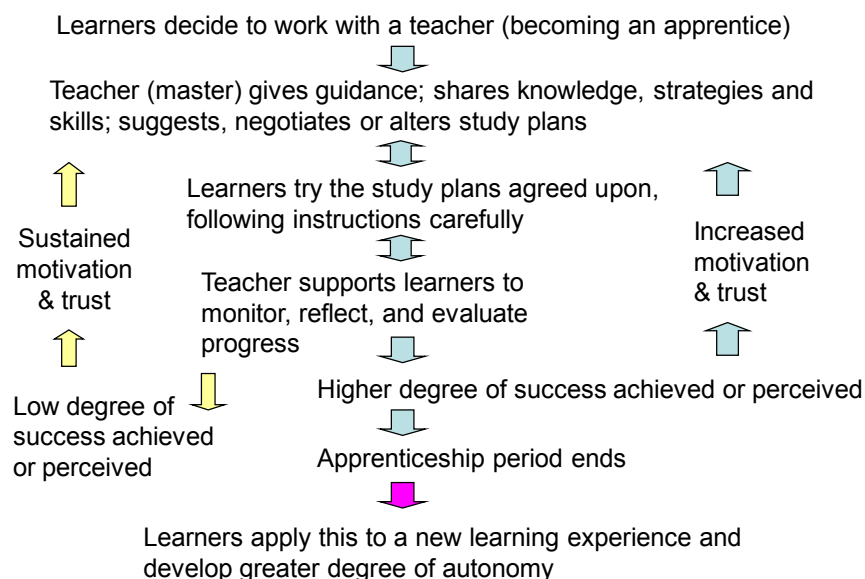 Learners decide to work with a teacher (becoming an apprentice)
Teacher (master) gives guidance; shares knowledge, strategies and
skills; suggests, negotiates or alters study plans
Learners try the study plans agreed upon,
following instructions carefully
Sustained
motivation
& trust
Increased
motivation
& trust
Teacher supports learners to
monitor, reflect, and evaluate
progress
Higher degree of success achieved or perceived
Low degree of
success achieved
or perceived
Apprenticeship period ends
Learners apply this to a new learning experience and
develop greater degree of autonomy